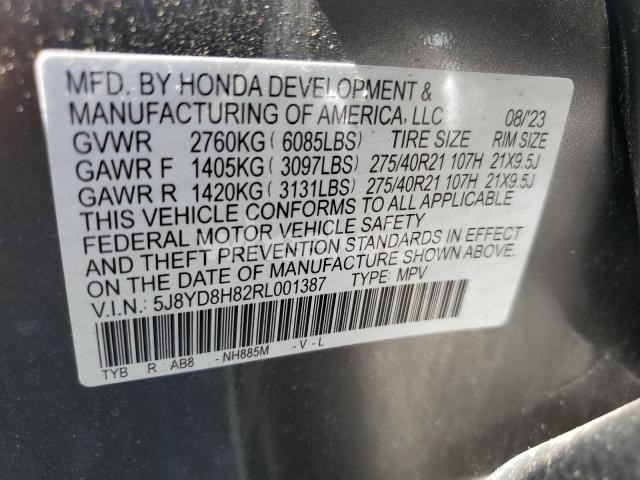 MFD. BY HONDA DEVELOPMENT &
MANUFACTURING OF AMERICA, LLC 08/'23
GVWR 2760KG ( 6085LBS) TIRE SIZE RIM SIZE
GAWR F 1405KG ( 3097LBS) 275/40R21 107H 21X9.5J
GAWR R 1420KG ( 3131LBS) 275/40R21 107H 21X9.5J
THIS VEHICLE CONFORMS TO ALL APPLICABLE
FEDERAL MOTOR VEHICLE SAFETY
AND THEFT PREVENTION STANDARDS IN EFFECT
ON THE DATE OF MANUFACTURE SHOWN ABOVE.
V.I.N.: 5J8YD8H82RL001387 TYPE: MPV
TYB R AB8 - NH885M - V - L